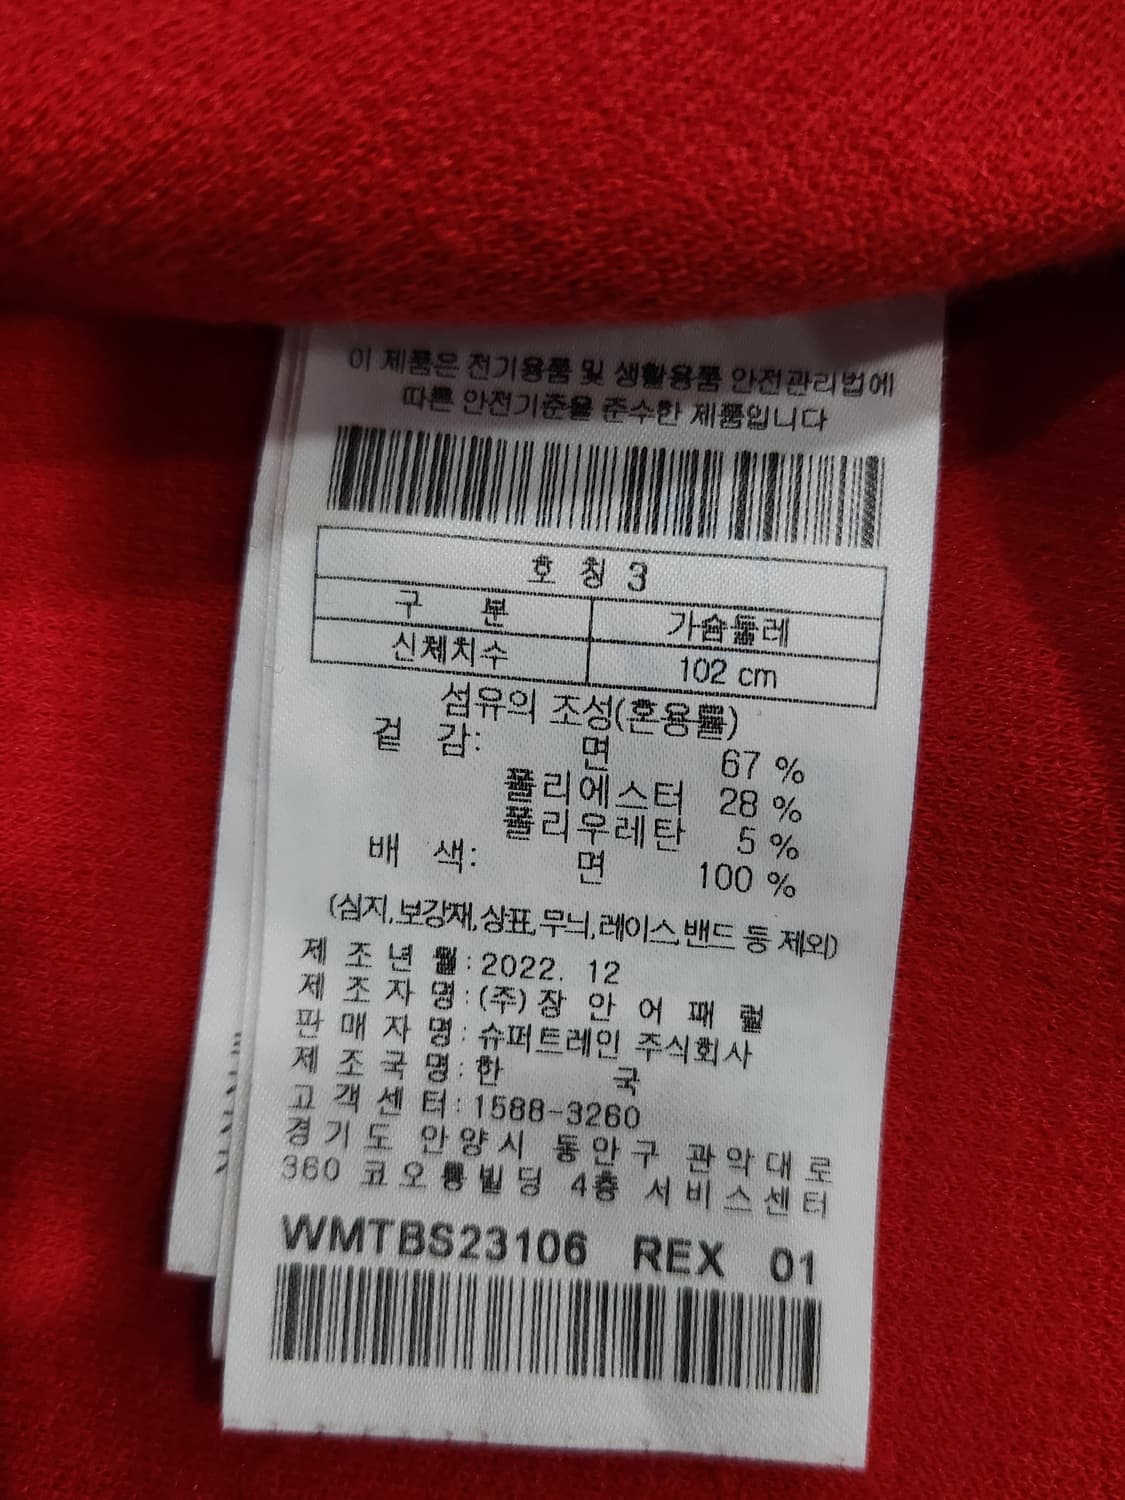 이 제품은 전기용품 및 생활용품 안전관리법에
따른 안전기준을 준수한 제품입니다
호 칭 3
구 분 가슴둘레
신체치수 102 cm
섬유의 조성(혼용률)
겉 감: 면 67 %
폴리에스터 28 %
폴리우레탄 5 %
배 색: 면 100 %
(심지,보강재,상표,무늬,레이스,밴드 등 제외)
제 조 년 월 : 2022. 12
제 조 자 명 : (주) 장 안 어 패 럴
판 매 자 명 : 슈퍼트레인 주식회사
제 조 국 명 : 한 국
고 객 센 터 : 1588-3260
경 기 도 안 양 시 동 안 구 관 악 대 로
360 코 오 롱 빌 딩 4층 서 비 스 센 터
WMTBS23106 REX 01